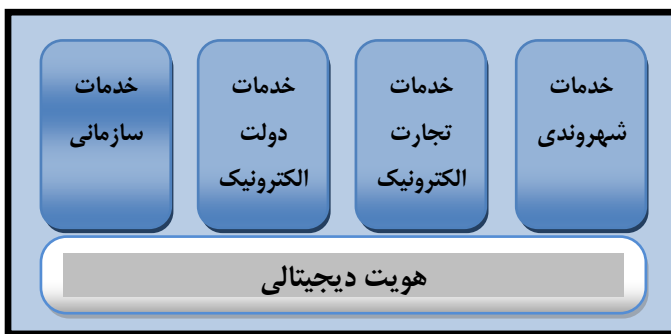 خدمات
شهروندی
خدمات
تجارت
الکترونیک
خدمات
دولت
الکترونیک
خدمات
سازمانی
هویت دیجیتالی